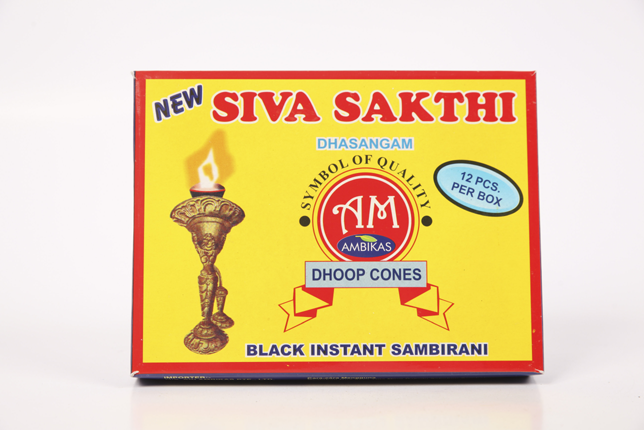 NEW
SIVA SAKTHI
DHASANGAM
SYMBOL OF QUALITY
12 PCS.
PER BOX
AM
AMBIKAS
DHOOP CONES
BLACK INSTANT SAMBIRANI